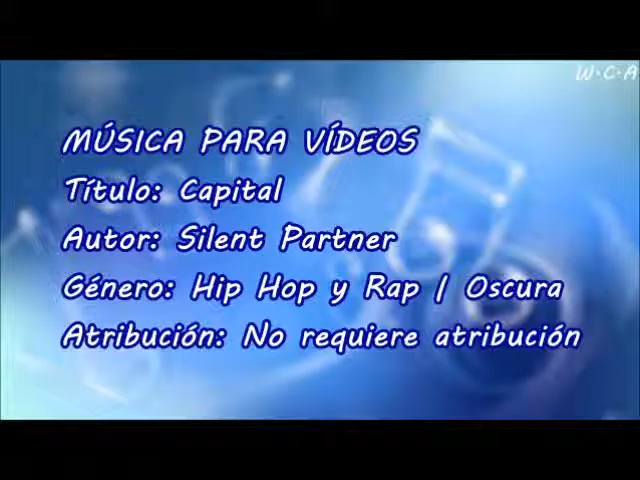 W.C.A
MÚSICA PARA VÍDEOS
Título: Capital
Autor: Silent Partner
Género: Hip Hop y Rap | Oscura
Atribución: No requiere atribución